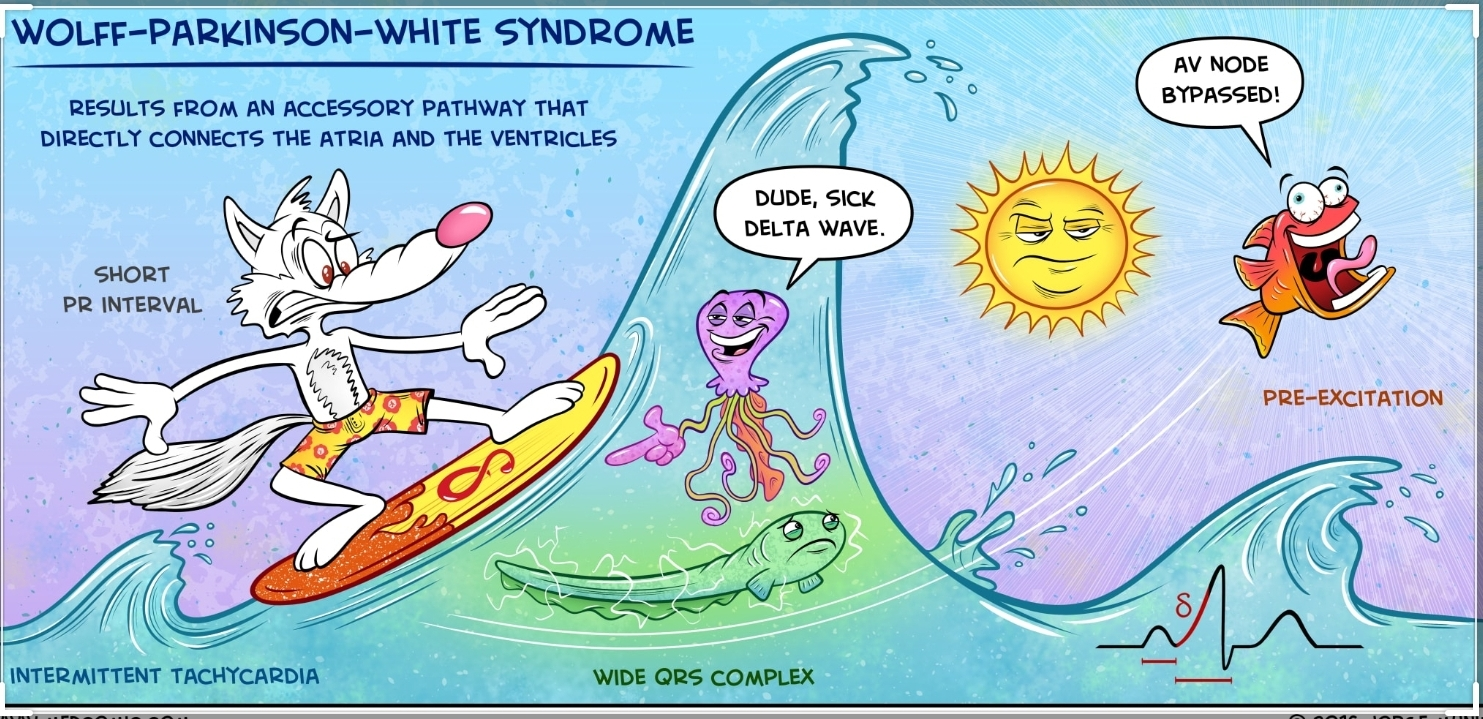 WOLFF-PARKINSON-WHITE SYNDROME
RESULTS FROM AN ACCESSORY PATHWAY THAT
DIRECTLY CONNECTS THE ATRIA AND THE VENTRICLES
AV NODE
BYPASSED!
DUDE, SICK
DELTA WAVE.
SHORT
PR INTERVAL
PRE-EXCITATION
δ
INTERMITTENT TACHYCARDIA
WIDE QRS COMPLEX